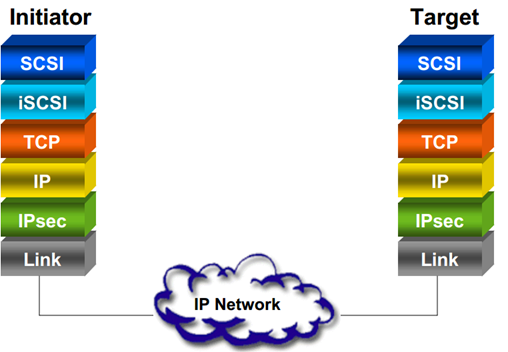 Initiator
Target
SCSI
SCSI
iSCSI
iSCSI
TCP
TCP
IP
IP
IPsec
IPsec
Link
Link
IP Network